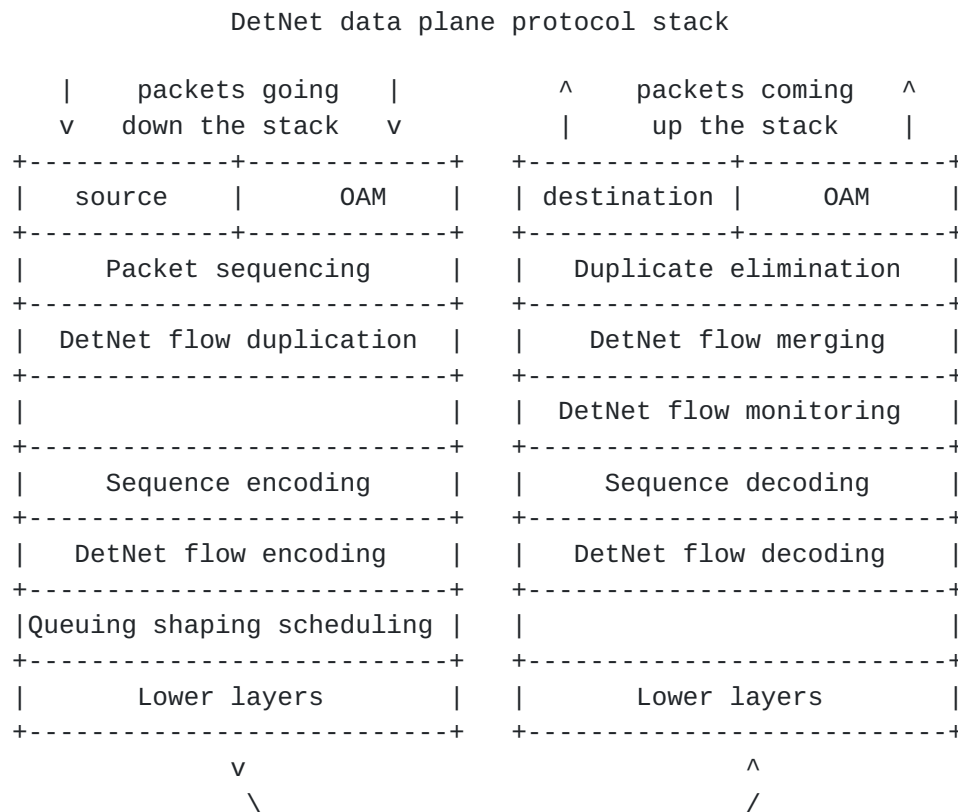 DetNet data plane protocol stack
| packets going | ^ packets coming ^
v down the stack v | up the stack |
+-------------+-------------+ +-------------+-------------+
| source | OAM | | destination | OAM |
+-------------+-------------+ +-------------+-------------+
| Packet sequencing | | Duplicate elimination |
+---------------------------+ +---------------------------+
| DetNet flow duplication | | DetNet flow merging |
+---------------------------+ +---------------------------+
| | | DetNet flow monitoring |
+---------------------------+ +---------------------------+
| Sequence encoding | | Sequence decoding |
+---------------------------+ +---------------------------+
| DetNet flow encoding | | DetNet flow decoding |
+---------------------------+ +---------------------------+
|Queuing shaping scheduling | | |
+---------------------------+ +---------------------------+
| Lower layers | | Lower layers |
+---------------------------+ +---------------------------+
v ^
\ /